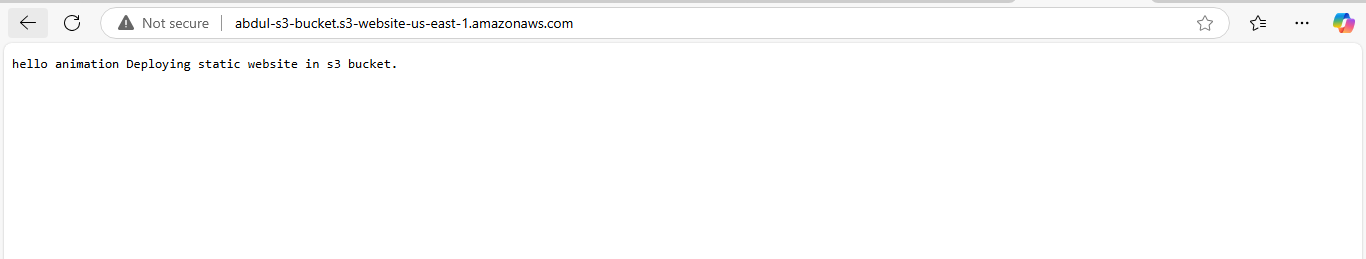 Not secure abdul-s3-bucket.s3-website-us-east-1.amazonaws.com
hello animation Deploying static website in s3 bucket.